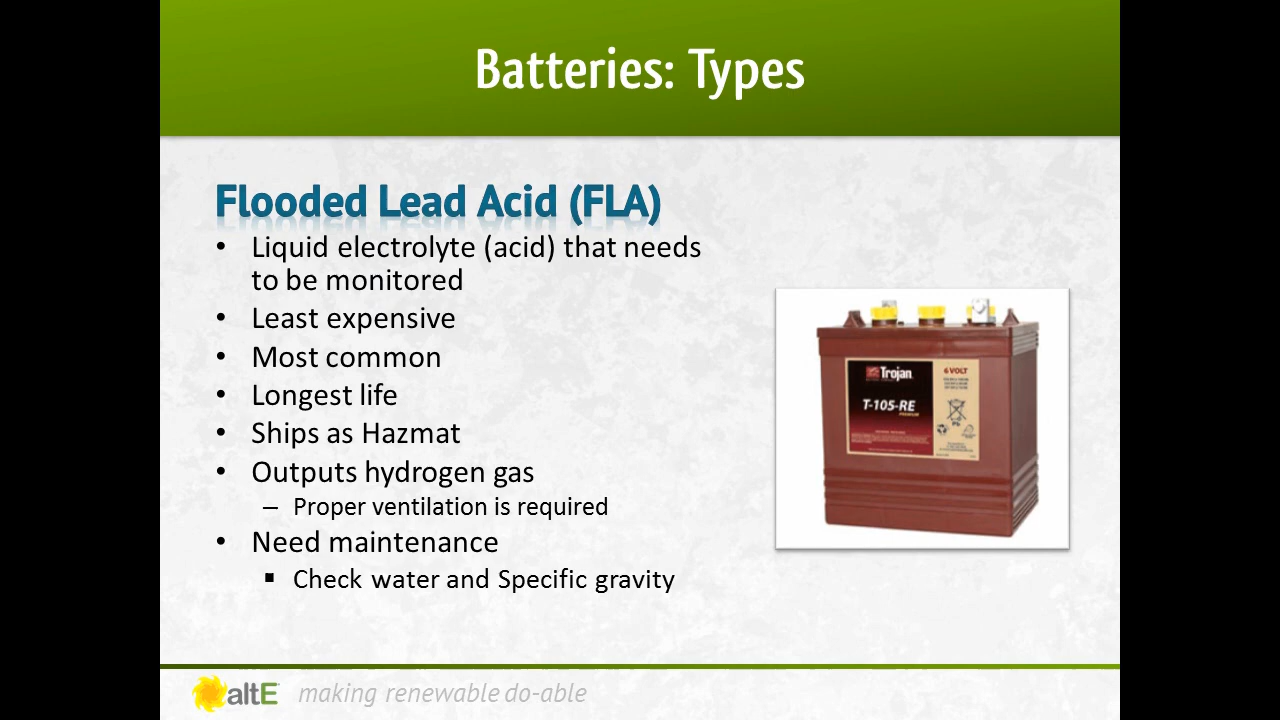 Batteries: Types
Flooded Lead Acid (FLA)
• Liquid electrolyte (acid) that needs
to be monitored
• Least expensive
• Most common
• Longest life
• Ships as Hazmat
• Outputs hydrogen gas
– Proper ventilation is required
• Need maintenance
▪ Check water and Specific gravity
Trojan
6 VOLT
T-105-RE
altE making renewable do-able